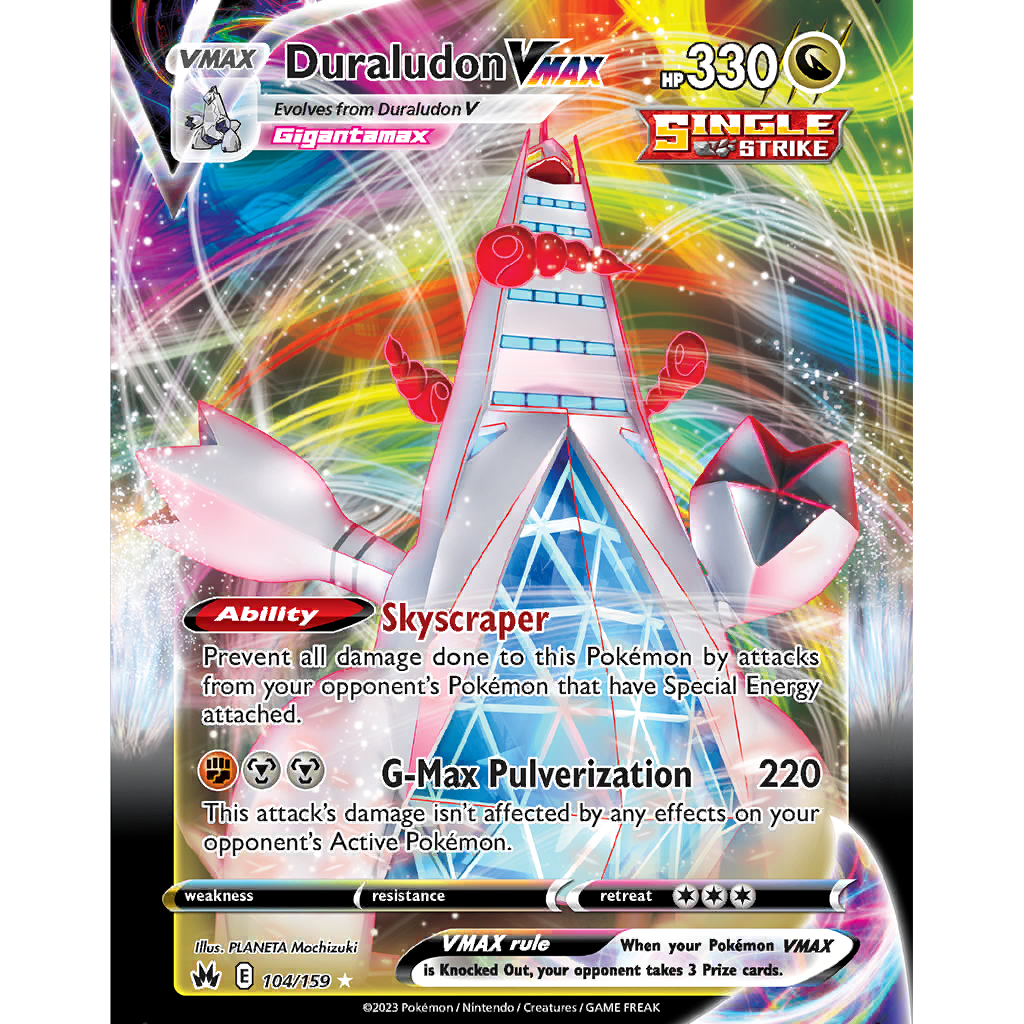 VMAX
Duraludon VMAX
HP 330
Evolves from Duraludon V
Gigantamax
SINGLE
STRIKE
Ability Skyscraper
Prevent all damage done to this Pokémon by attacks
from your opponent's Pokémon that have Special Energy
attached.
G-Max Pulverization 220
This attack's damage isn't affected by any effects on your
opponent's Active Pokémon.
weakness resistance retreat
Illus. PLANETA Mochizuki
VMAX rule When your Pokémon VMAX
is Knocked Out, your opponent takes 3 Prize cards.
E 104/159
©2023 Pokémon / Nintendo / Creatures / GAME FREAK